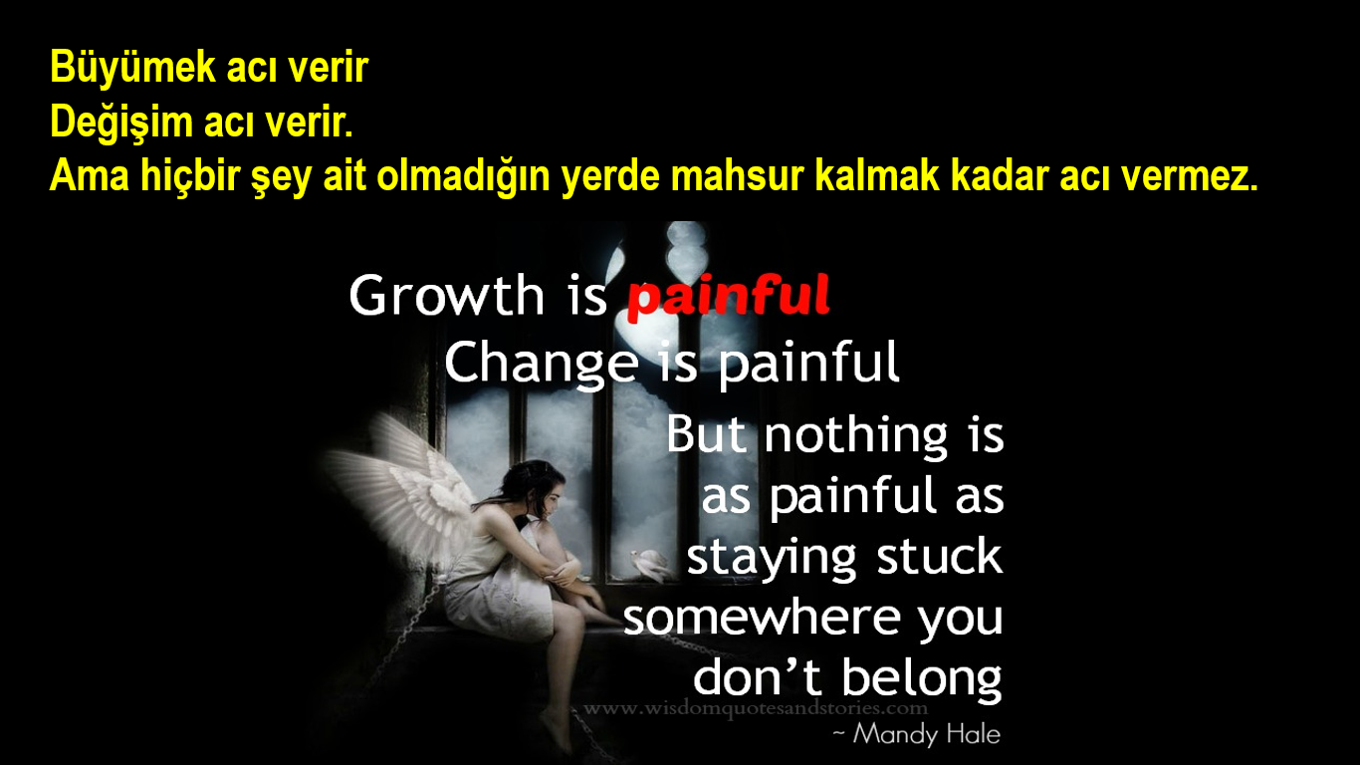 Büyümek acı verir
Değişim acı verir.
Ama hiçbir şey ait olmadığın yerde mahsur kalmak kadar acı vermez.
Growth is painful
Change is painful
But nothing is
as painful as
staying stuck
somewhere you
don't belong
www.wisdomquotesandstories.com
~ Mandy Hale